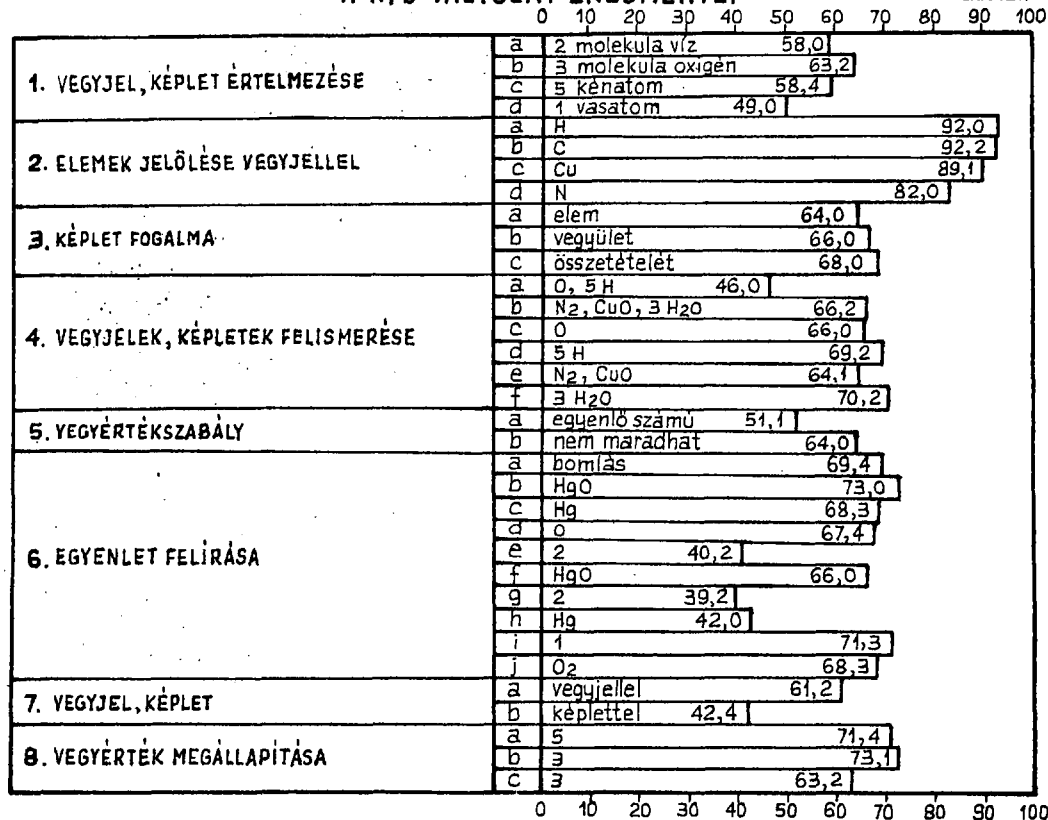 0 10 20 30 40 50 60 70 80 90 100
1. VEGYJEL, KÉPLET ÉRTELMEZÉSE
a 2 molekula víz 58,0
b 3 molekula oxigén 63,2
c 5 kénatom 58,4
d 1 vasatom 49,0
2. ELEMEK JELÖLÉSE VEGYJELLEL
a H 92,0
b C 92,2
c Cu 89,1
d N 82,0
3. KÉPLET FOGALMA
a elem 64,0
b vegyület 66,0
c összetételét 68,0
4. VEGYJELEK, KÉPLETEK FELISMERÉSE
a O, 5 H 46,0
b N2, CuO, 3 H2O 66,2
c O 66,0
d 5 H 69,2
e N2, CuO 64,1
f 3 H2O 70,2
5. VEGYÉRTÉKSZABÁLY
a egyenlő számú 51,1
b nem maradhat 64,0
6. EGYENLET FELÍRÁSA
a bomlás 69,4
b HgO 73,0
c Hg 68,3
d O 67,4
e 2 40,2
f HgO 66,0
g 2 39,2
h Hg 42,0
i 1 71,3
j O2 68,3
7. VEGYJEL, KÉPLET
a vegyjellel 61,2
b képlettel 42,4
8. VEGYÉRTÉK MEGÁLLAPÍTÁSA
a 5 71,4
b 3 73,1
c 3 63,2
0 10 20 30 40 50 60 70 80 90 100